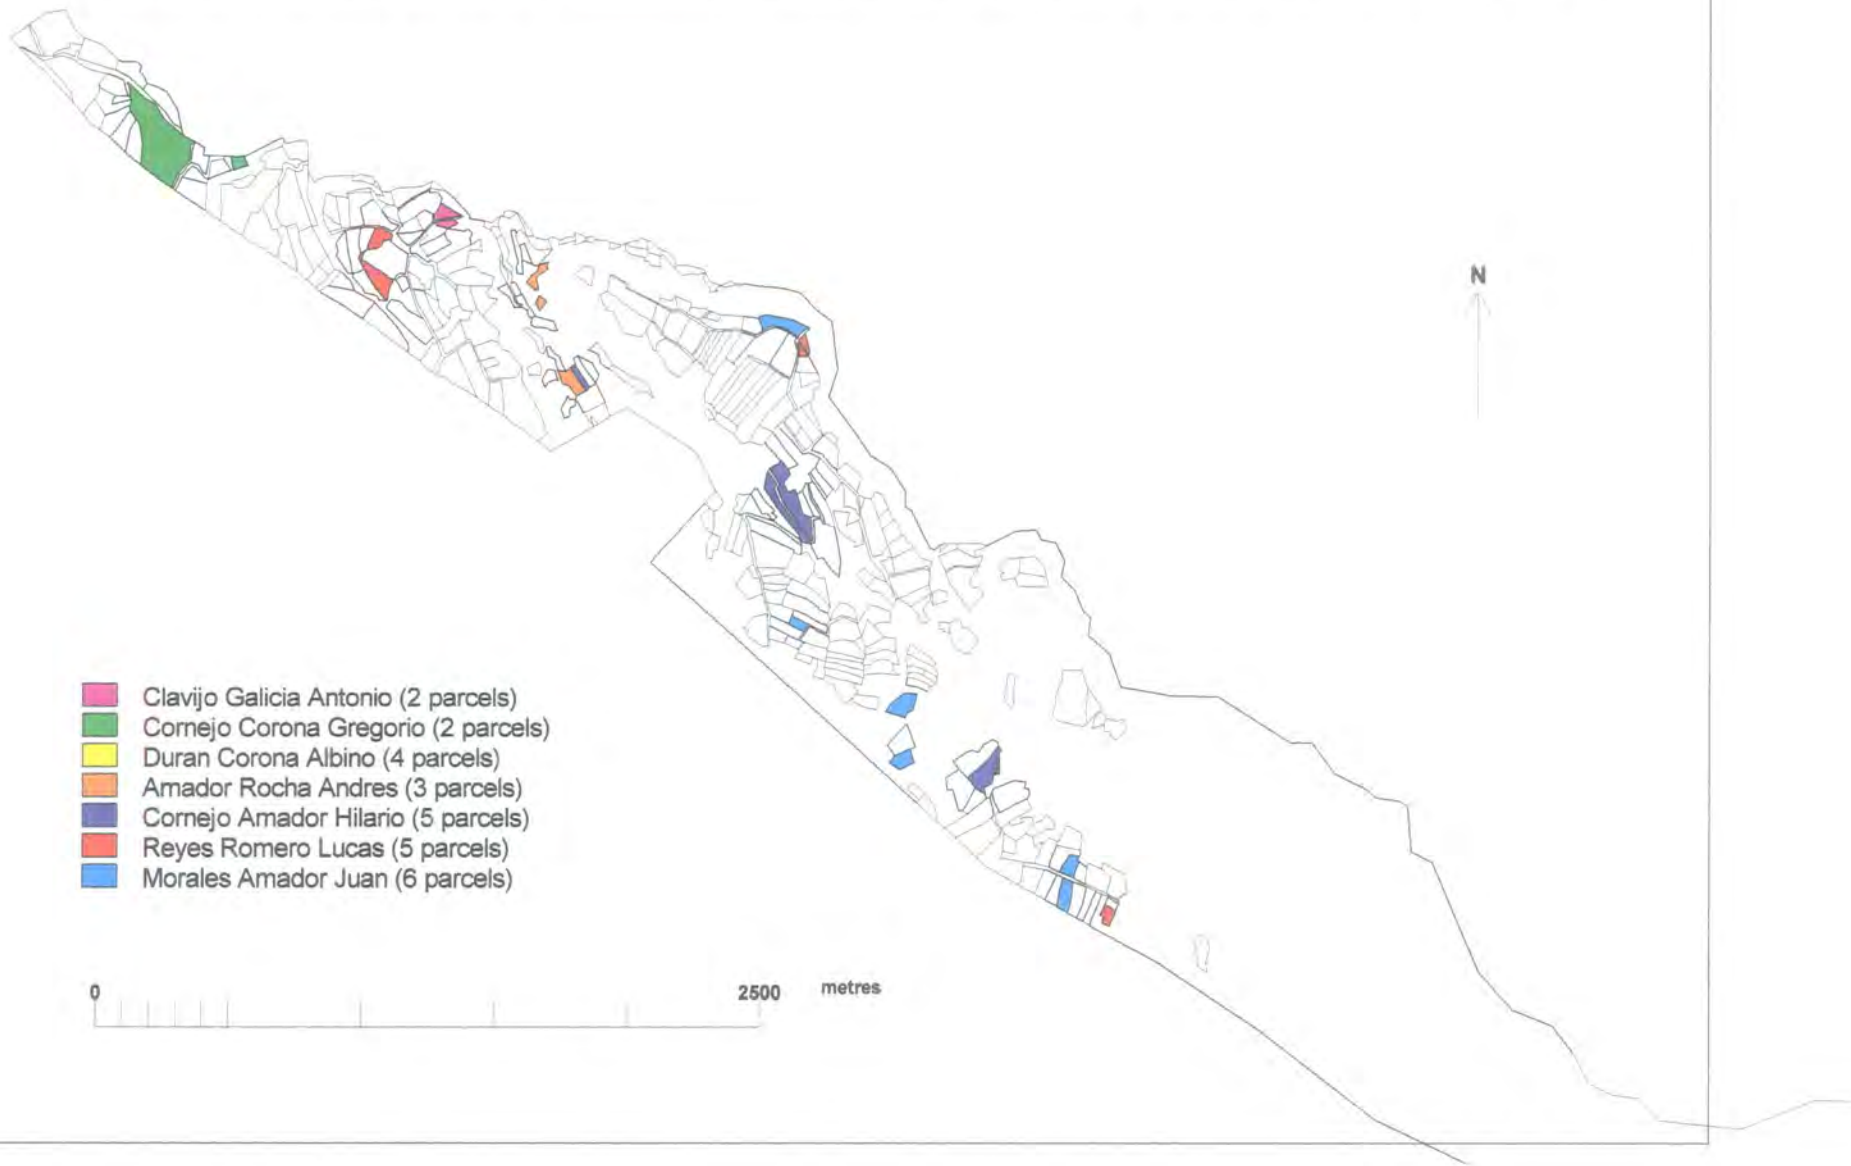 N
Clavijo Galicia Antonio (2 parcels)
Cornejo Corona Gregorio (2 parcels)
Duran Corona Albino (4 parcels)
Amador Rocha Andres (3 parcels)
Cornejo Amador Hilario (5 parcels)
Reyes Romero Lucas (5 parcels)
Morales Amador Juan (6 parcels)
0 2500 metres